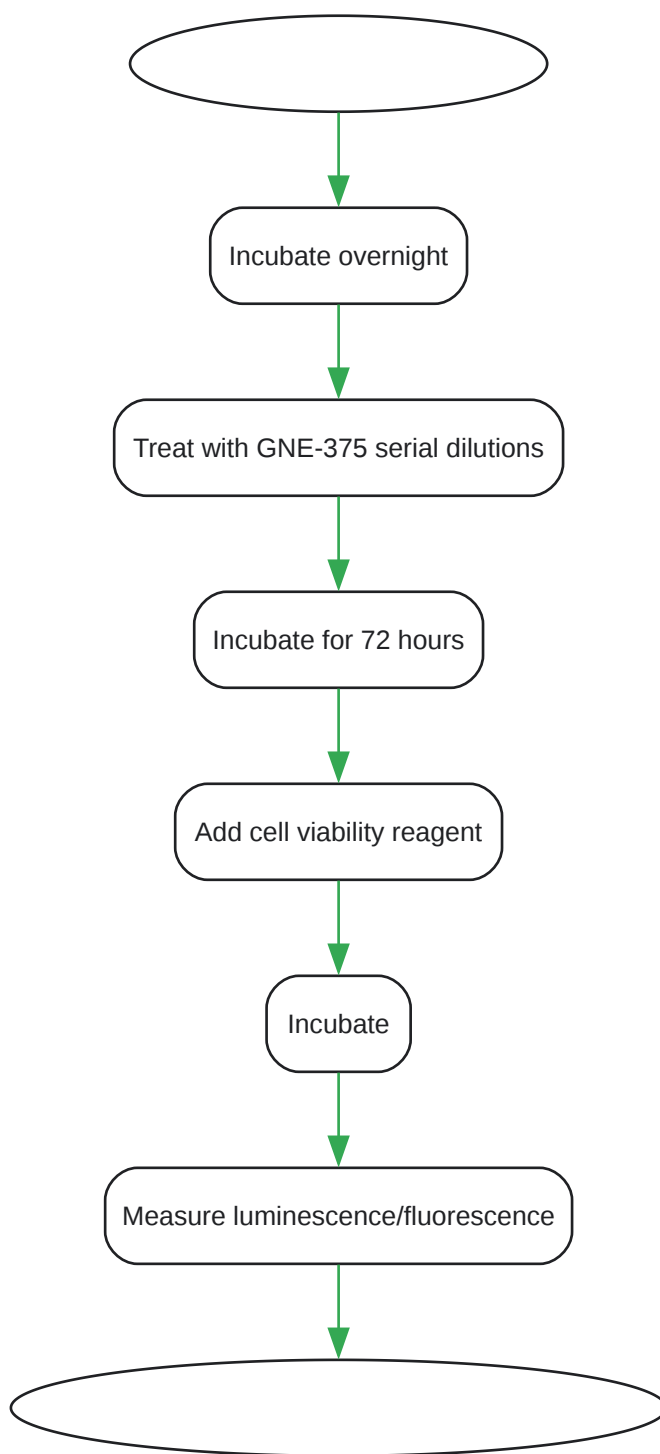 Incubate overnight
Treat with GNE-375 serial dilutions
Incubate for 72 hours
Add cell viability reagent
Incubate
Measure luminescence/fluorescence